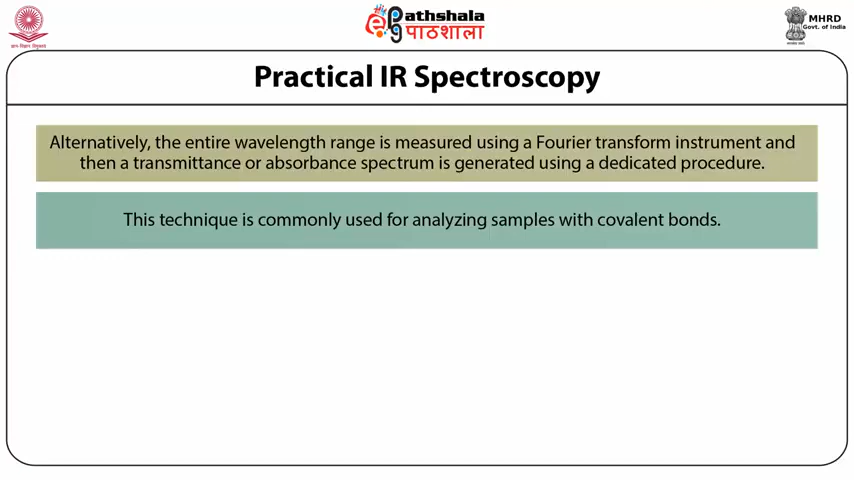 ePathshala
पाठशाला
MHRD
Govt. of India
Practical IR Spectroscopy
Alternatively, the entire wavelength range is measured using a Fourier transform instrument and
then a transmittance or absorbance spectrum is generated using a dedicated procedure.
This technique is commonly used for analyzing samples with covalent bonds.